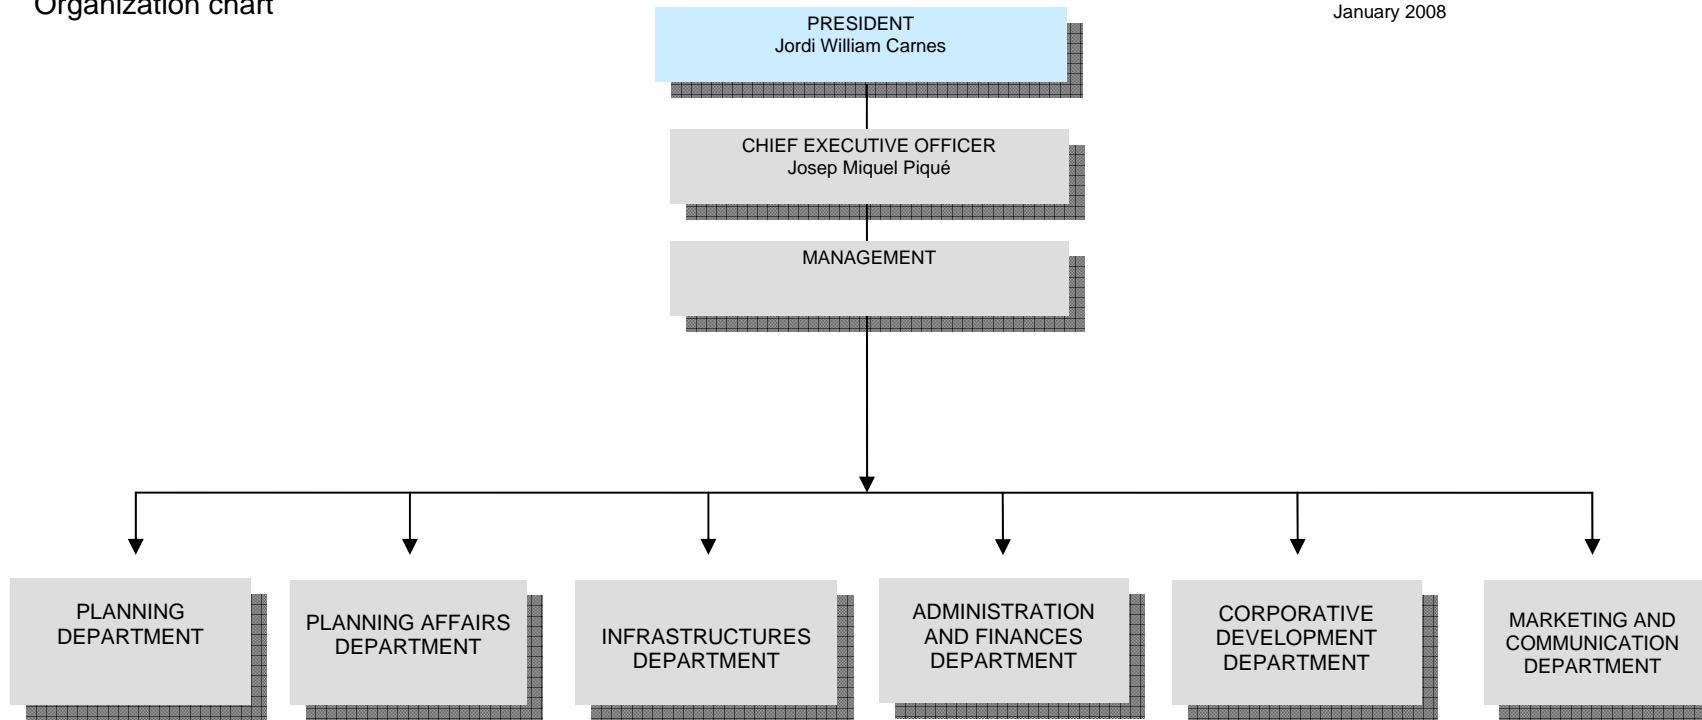 Organization chart
January 2008
PRESIDENT
Jordi William Carnes
CHIEF EXECUTIVE OFFICER
Josep Miquel Piqué
MANAGEMENT
PLANNING
DEPARTMENT
PLANNING AFFAIRS
DEPARTMENT
INFRASTRUCTURES
DEPARTMENT
ADMINISTRATION
AND FINANCES
DEPARTMENT
CORPORATIVE
DEVELOPMENT
DEPARTMENT
MARKETING AND
COMMUNICATION
DEPARTMENT